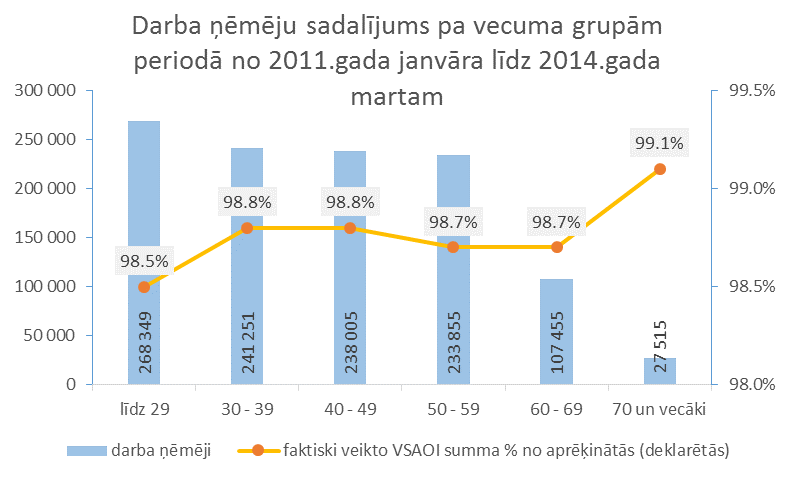 Darba ņēmēju sadalījums pa vecuma grupām
periodā no 2011.gada janvāra līdz 2014.gada
martam
300 000
250 000
200 000
150 000
100 000
50 000
0
99.5%
99.0%
98.5%
98.0%
98.5%
98.8%
98.8%
98.7%
98.7%
99.1%
268 349
241 251
238 005
233 855
107 455
27 515
līdz 29
30 - 39
40 - 49
50 - 59
60 - 69
70 un vecāki
darba ņēmēji
faktiski veikto VSAOI summa % no aprēķinātās (deklarētās)